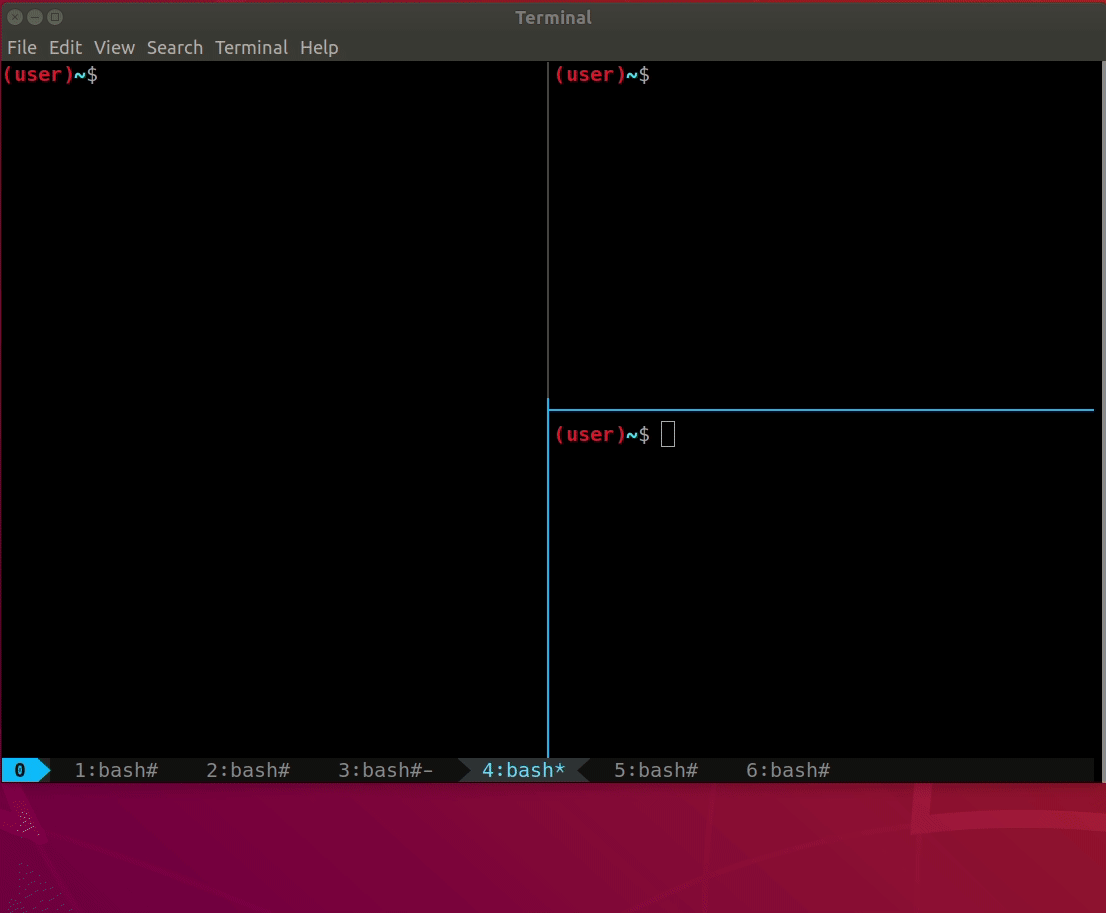 Terminal
File Edit View Search Terminal Help
(user)~$
(user)~$
(user)~$
0 1:bash# 2:bash# 3:bash#- 4:bash* 5:bash# 6:bash#